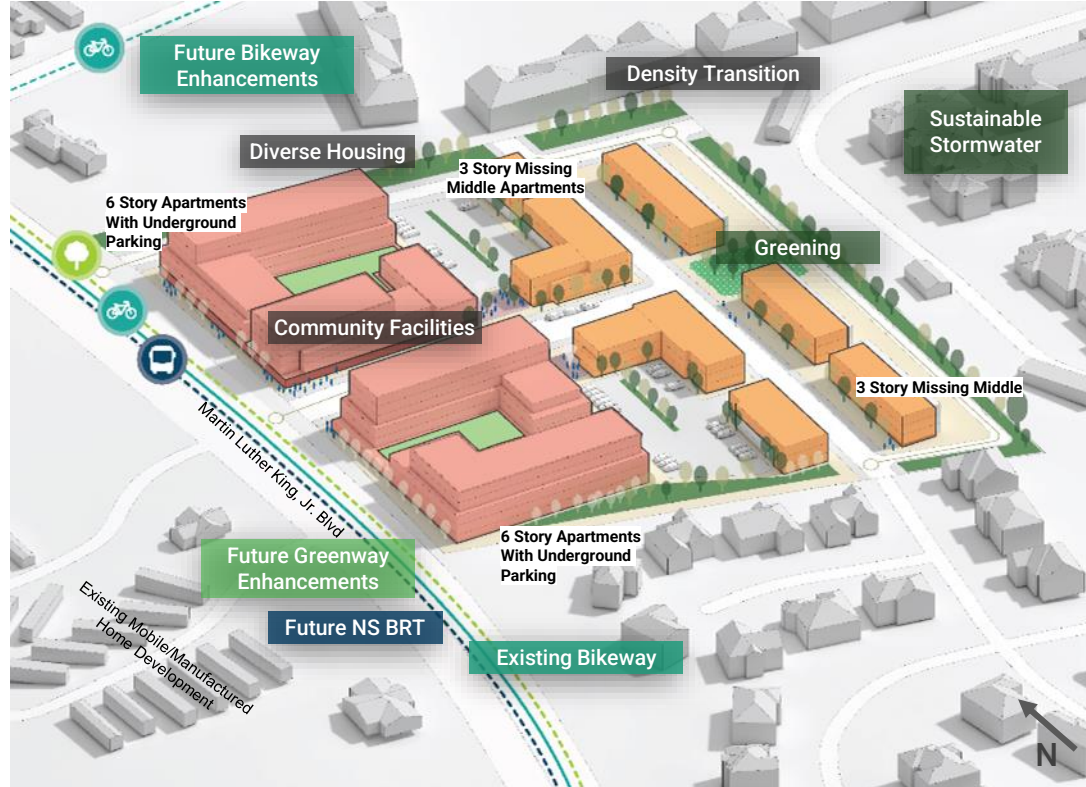 Future Bikeway
Enhancements
Density Transition
Sustainable
Stormwater
Diverse Housing
3 Story Missing
Middle Apartments
6 Story Apartments
With Underground
Parking
Greening
Community Facilities
3 Story Missing Middle
Martin Luther King, Jr. Blvd
6 Story Apartments
With Underground
Parking
Future Greenway
Enhancements
Existing Mobile/Manufactured
Home Development
Future NS BRT
Existing Bikeway
N